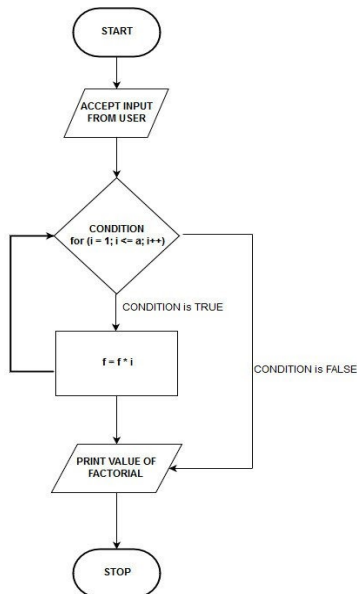 START
ACCEPT INPUT
FROM USER
CONDITION
for (i = 1; i <= a; i++)
CONDITION is TRUE
f = f * i
CONDITION is FALSE
PRINT VALUE OF
FACTORIAL
STOP